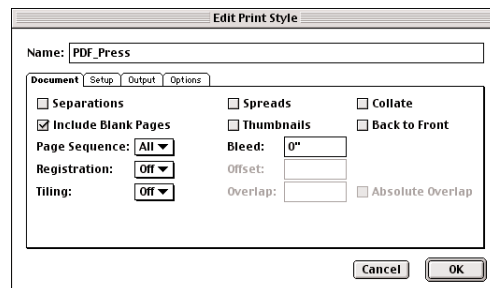 Edit Print Style
Name: PDF_Press
Document Setup Output Options
Separations Spreads Collate
Include Blank Pages Thumbnails Back to Front
Page Sequence: All Bleed: 0"
Registration: Off Offset:
Tiling: Off Overlap: Absolute Overlap
Cancel OK